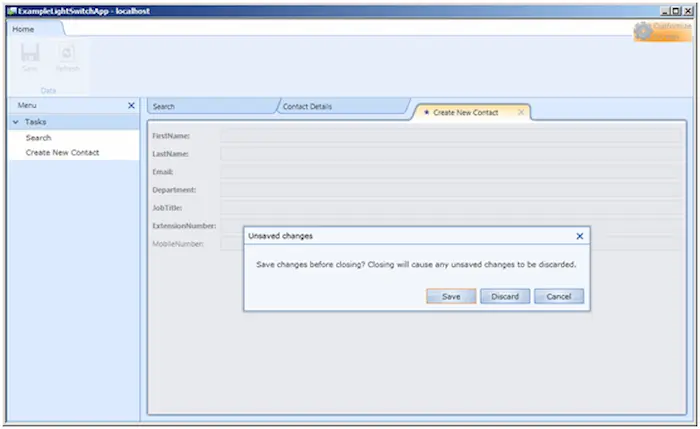 ExampleLightSwitchApp - localhost
Home
Customize
Save Refresh
Data
Menu
Search Contact Details Create New Contact
Tasks
Search
Create New Contact
FirstName:
LastName:
Email:
Department:
JobTitle:
ExtensionNumber:
MobileNumber:
Unsaved changes
Save changes before closing? Closing will cause any unsaved changes to be discarded.
Save Discard Cancel